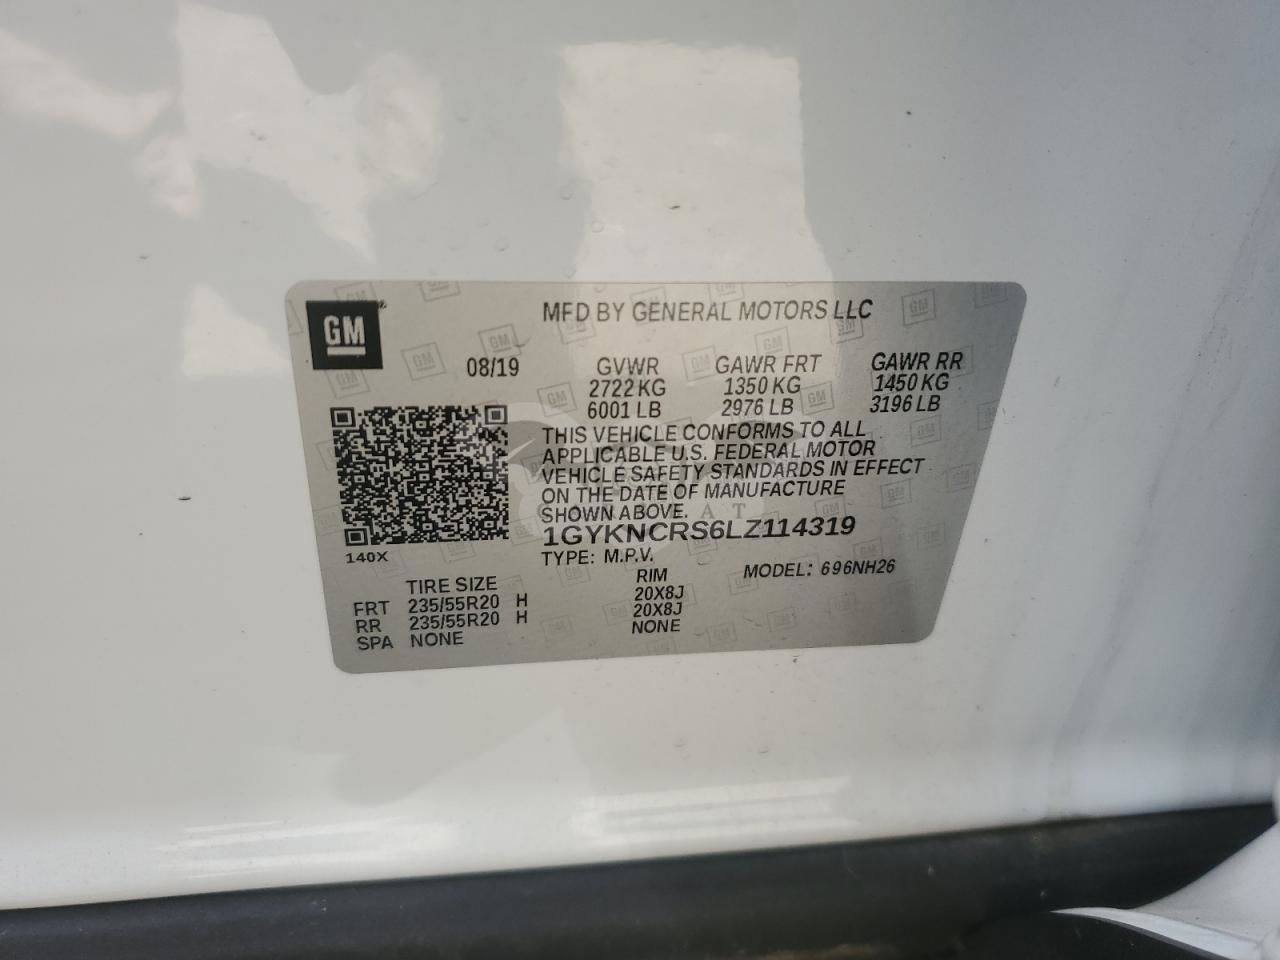 GM
MFD BY GENERAL MOTORS LLC
08/19 GVWR GAWR FRT GAWR RR
2722 KG 1350 KG 1450 KG
6001 LB 2976 LB 3196 LB
THIS VEHICLE CONFORMS TO ALL
APPLICABLE U.S. FEDERAL MOTOR
VEHICLE SAFETY STANDARDS IN EFFECT
ON THE DATE OF MANUFACTURE
SHOWN ABOVE.
1GYKNCRS6LZ114319
TYPE: M.P.V. MODEL: 696NH26
140X
TIRE SIZE RIM
FRT 235/55R20 H 20X8J
RR 235/55R20 H 20X8J
SPA NONE NONE